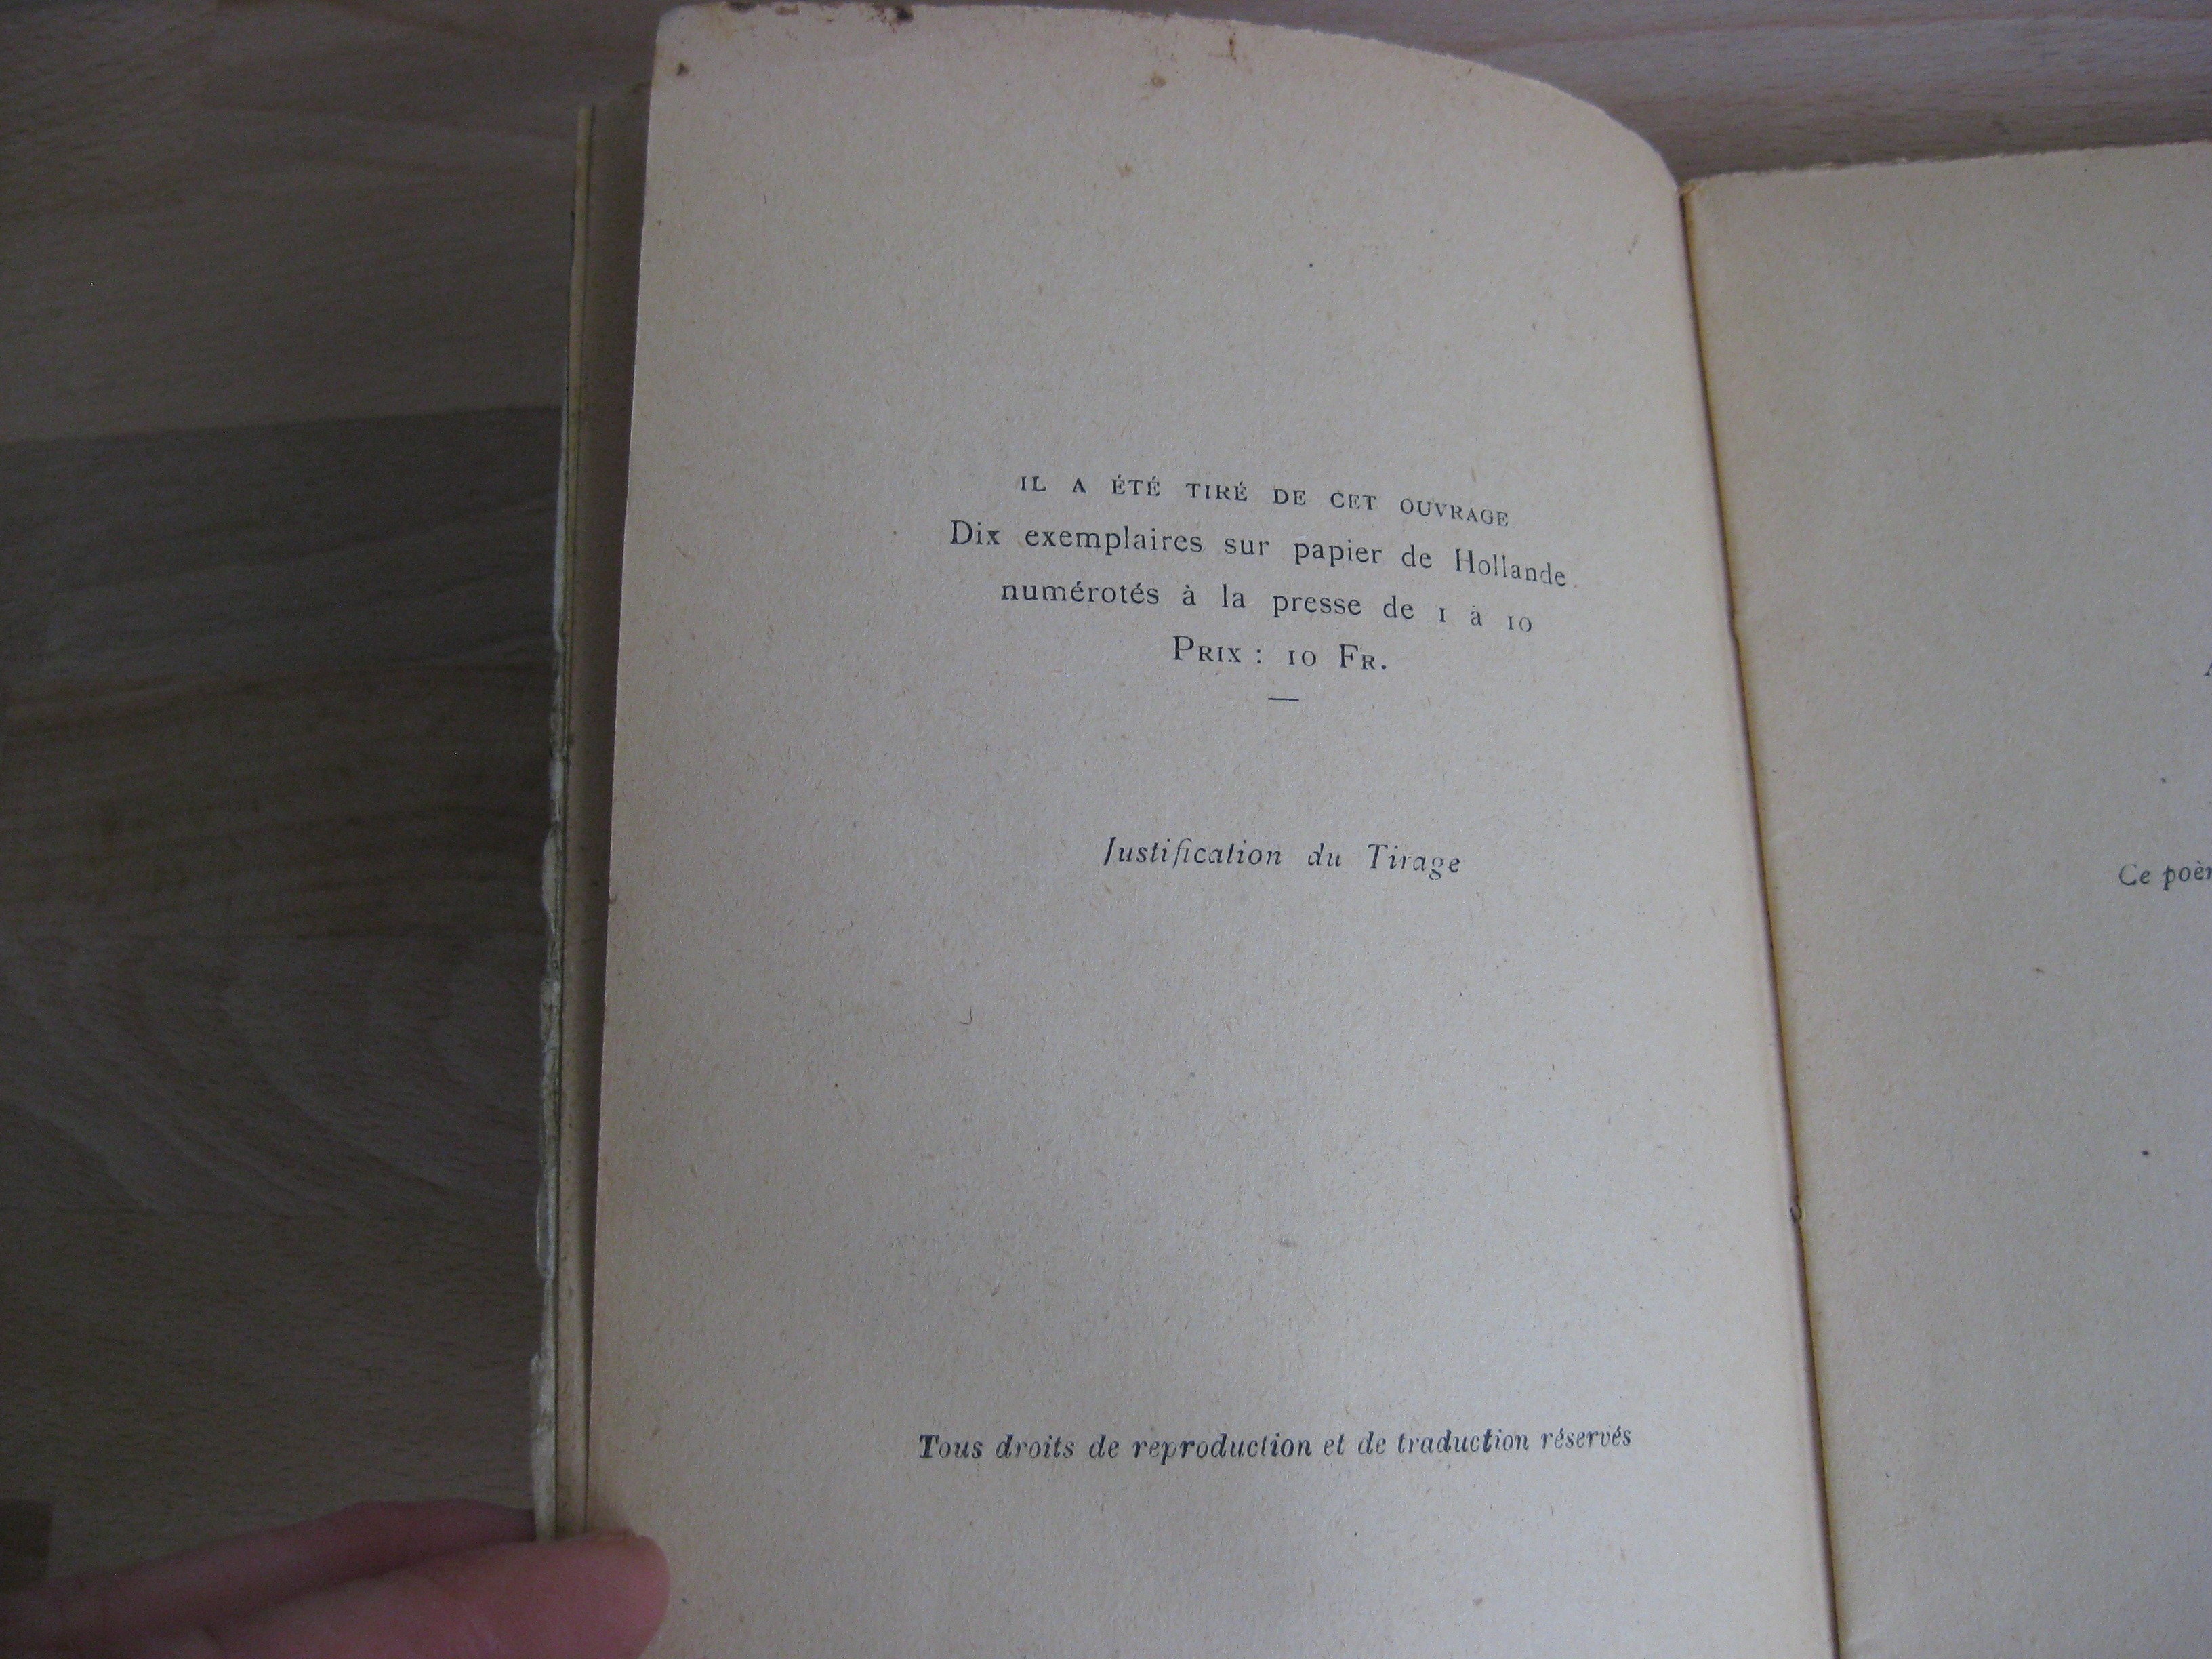 IL A ÉTÉ TIRÉ DE CET OUVRAGE
Dix exemplaires sur papier de Hollande
numérotés à la presse de 1 à 10
PRIX : 10 FR.
Justification du Tirage
Tous droits de reproduction et de traduction réservés
Ce